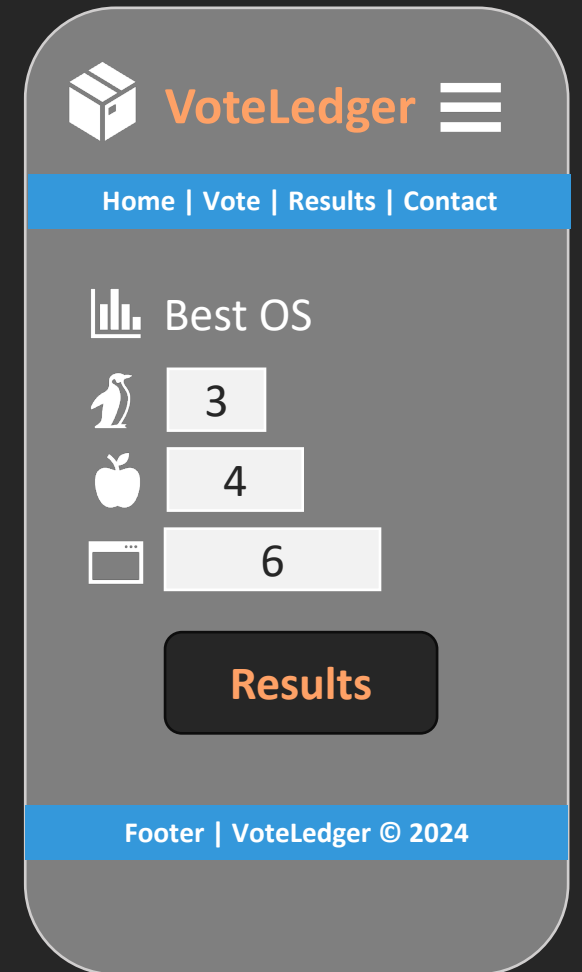 VoteLedger
Home | Vote | Results | Contact
Best OS
3
4
6
Results
Footer | VoteLedger © 2024